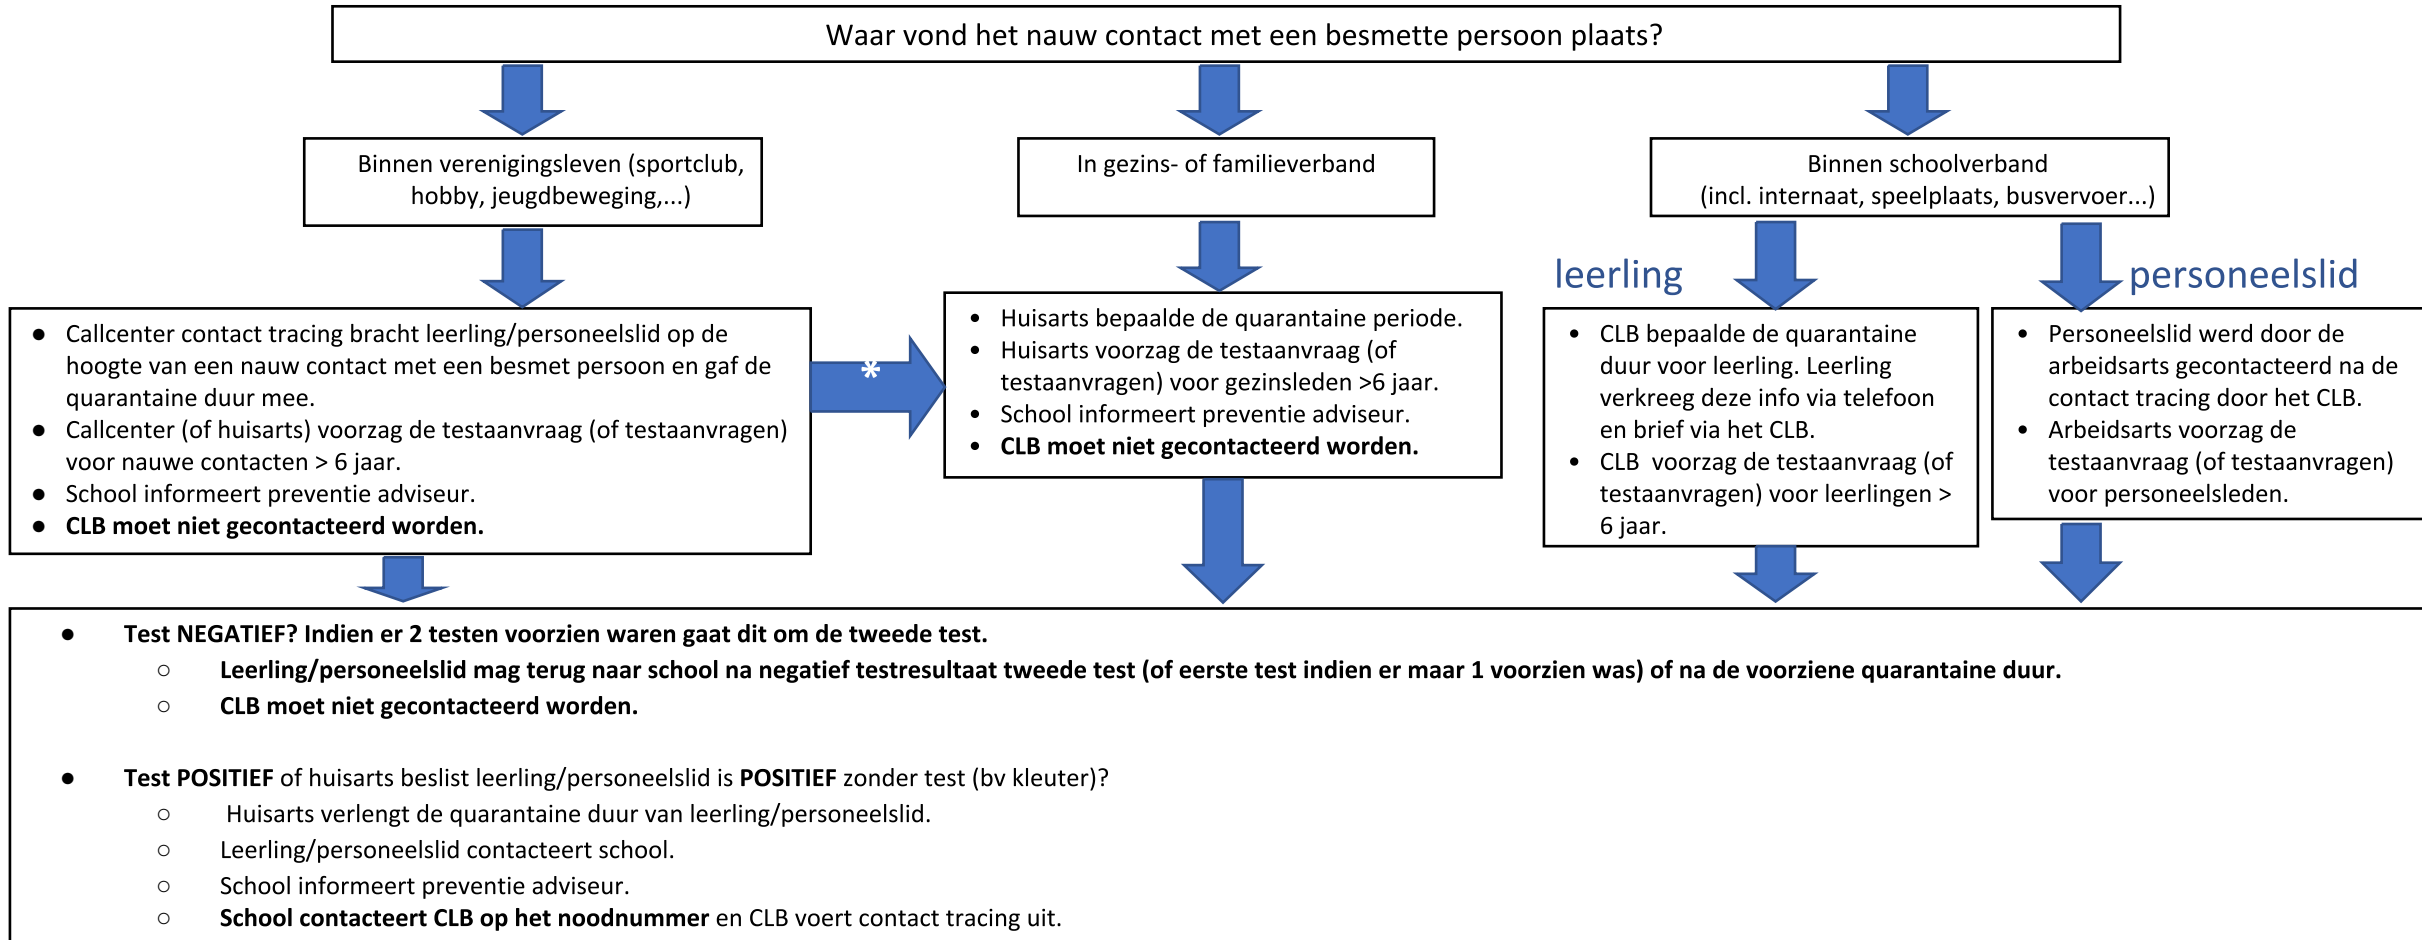 Waar vond het nauw contact met een besmette persoon plaats?
Binnen verenigingsleven (sportclub,
hobby, jeugdbeweging,...)
In gezins- of familieverband
Binnen schoolverband
(incl. internaat, speelplaats, busvervoer...)
leerling
personeelslid
● Callcenter contact tracing bracht leerling/personeelslid op de
hoogte van een nauw contact met een besmet persoon en gaf de
quarantaine duur mee.
● Callcenter (of huisarts) voorzag de testaanvraag (of testaanvragen)
voor nauwe contacten > 6 jaar.
● School informeert preventie adviseur.
● CLB moet niet gecontacteerd worden.
*
• Huisarts bepaalde de quarantaine periode.
• Huisarts voorzag de testaanvraag (of
testaanvragen) voor gezinsleden >6 jaar.
• School informeert preventie adviseur.
• CLB moet niet gecontacteerd worden.
• CLB bepaalde de quarantaine
duur voor leerling. Leerling
verkreeg deze info via telefoon
en brief via het CLB.
• CLB  voorzag de testaanvraag (of
testaanvragen) voor leerlingen >
6 jaar.
• Personeelslid werd door de
arbeidsarts gecontacteerd na de
contact tracing door het CLB.
• Arbeidsarts voorzag de
testaanvraag (of testaanvragen)
voor personeelsleden.
● Test NEGATIEF? Indien er 2 testen voorzien waren gaat dit om de tweede test.
○ Leerling/personeelslid mag terug naar school na negatief testresultaat tweede test (of eerste test indien er maar 1 voorzien was) of na de voorziene quarantaine duur.
○ CLB moet niet gecontacteerd worden.
● Test POSITIEF of huisarts beslist leerling/personeelslid is POSITIEF zonder test (bv kleuter)?
○ Huisarts verlengt de quarantaine duur van leerling/personeelslid.
○ Leerling/personeelslid contacteert school.
○ School informeert preventie adviseur.
○ School contacteert CLB op het noodnummer en CLB voert contact tracing uit.